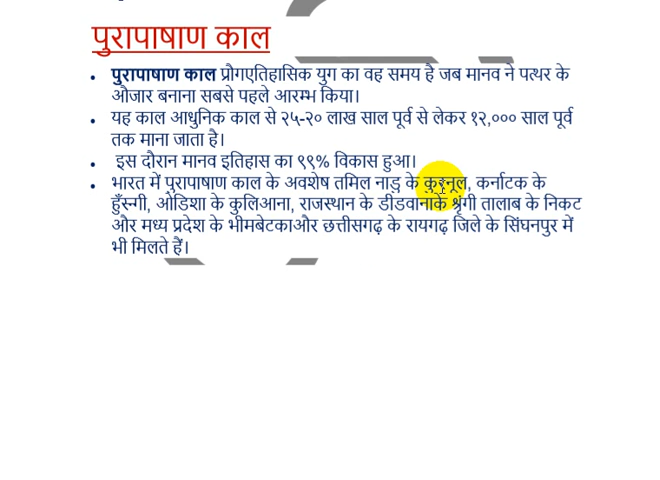 पुरापाषाण काल
पुरापाषाण काल प्रौगएतिहासिक युग का वह समय है जब मानव ने पत्थर के
औजार बनाना सबसे पहले आरम्भ किया।
यह काल आधुनिक काल से २५-२० लाख साल पूर्व से लेकर १२,००० साल पूर्व
तक माना जाता है।
इस दौरान मानव इतिहास का ९९% विकास हुआ।
भारत में पुरापाषाण काल के अवशेष तमिल नाडु के कुरनूल, कर्नाटक के
हुँस्न्गी, ओडिशा के कुलिआना, राजस्थान के डीडवानाके श्रृंगी तालाब के निकट
और मध्य प्रदेश के भीमबेटकाऔर छत्तीसगढ़ के रायगढ़ जिले के सिंघनपुर में
भी मिलते हैं।